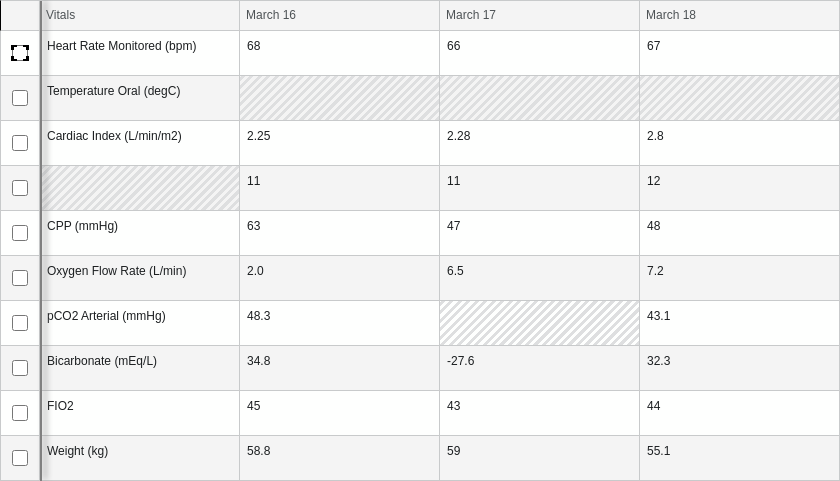 Vitals March 16 March 17 March 18
Heart Rate Monitored (bpm) 68 66 67
Temperature Oral (degC)
Cardiac Index (L/min/m2) 2.25 2.28 2.8
11 11 12
CPP (mmHg) 63 47 48
Oxygen Flow Rate (L/min) 2.0 6.5 7.2
pCO2 Arterial (mmHg) 48.3 43.1
Bicarbonate (mEq/L) 34.8 -27.6 32.3
FIO2 45 43 44
Weight (kg) 58.8 59 55.1